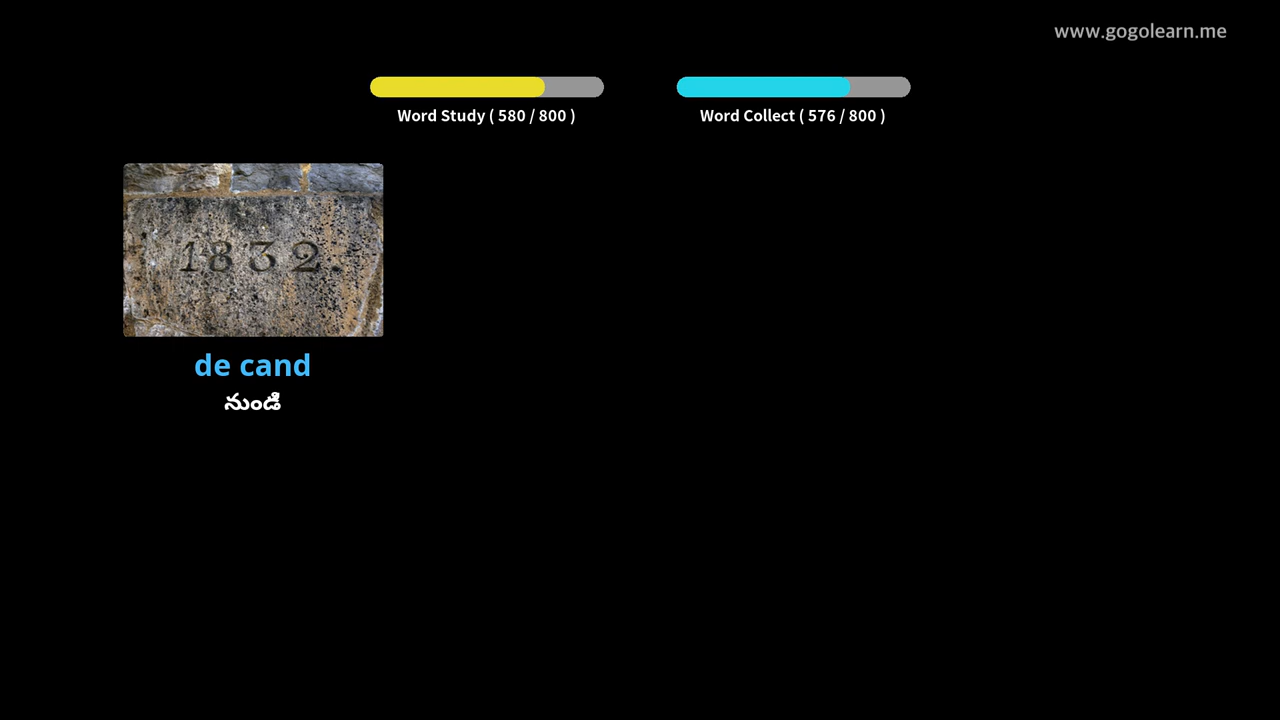 www.gogolearn.me
Word Study ( 580 / 800 )
Word Collect ( 576 / 800 )
1832.
de cand
నుండి